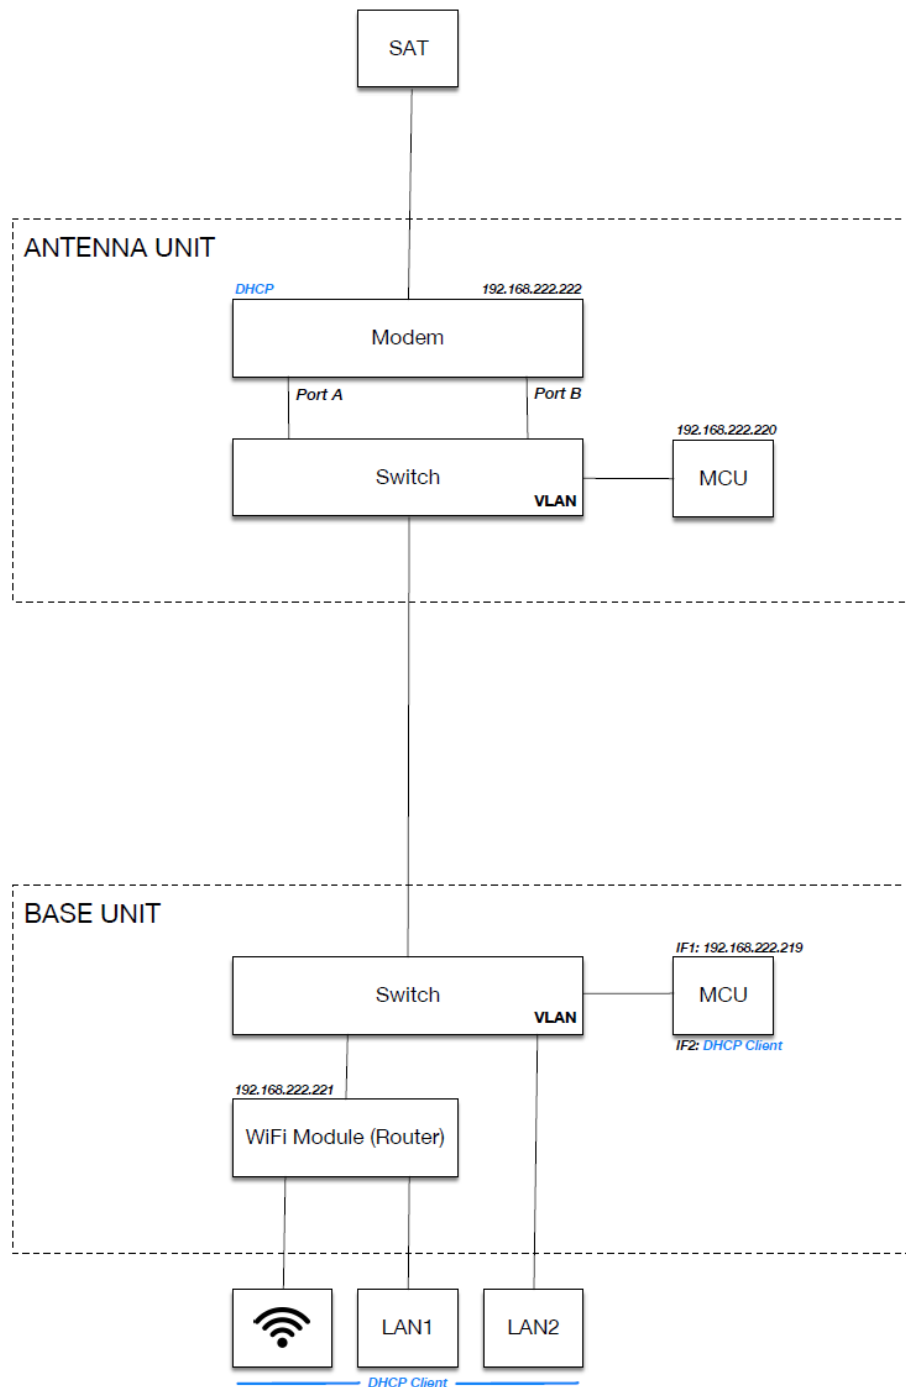 SAT
ANTENNA UNIT
DHCP
192.168.222.222
Modem
Port A
Port B
192.168.222.220
Switch
VLAN
MCU
BASE UNIT
IF1: 192.168.222.219
Switch
VLAN
MCU
IF2: DHCP Client
192.168.222.221
WiFi Module (Router)
LAN1
LAN2
DHCP Client